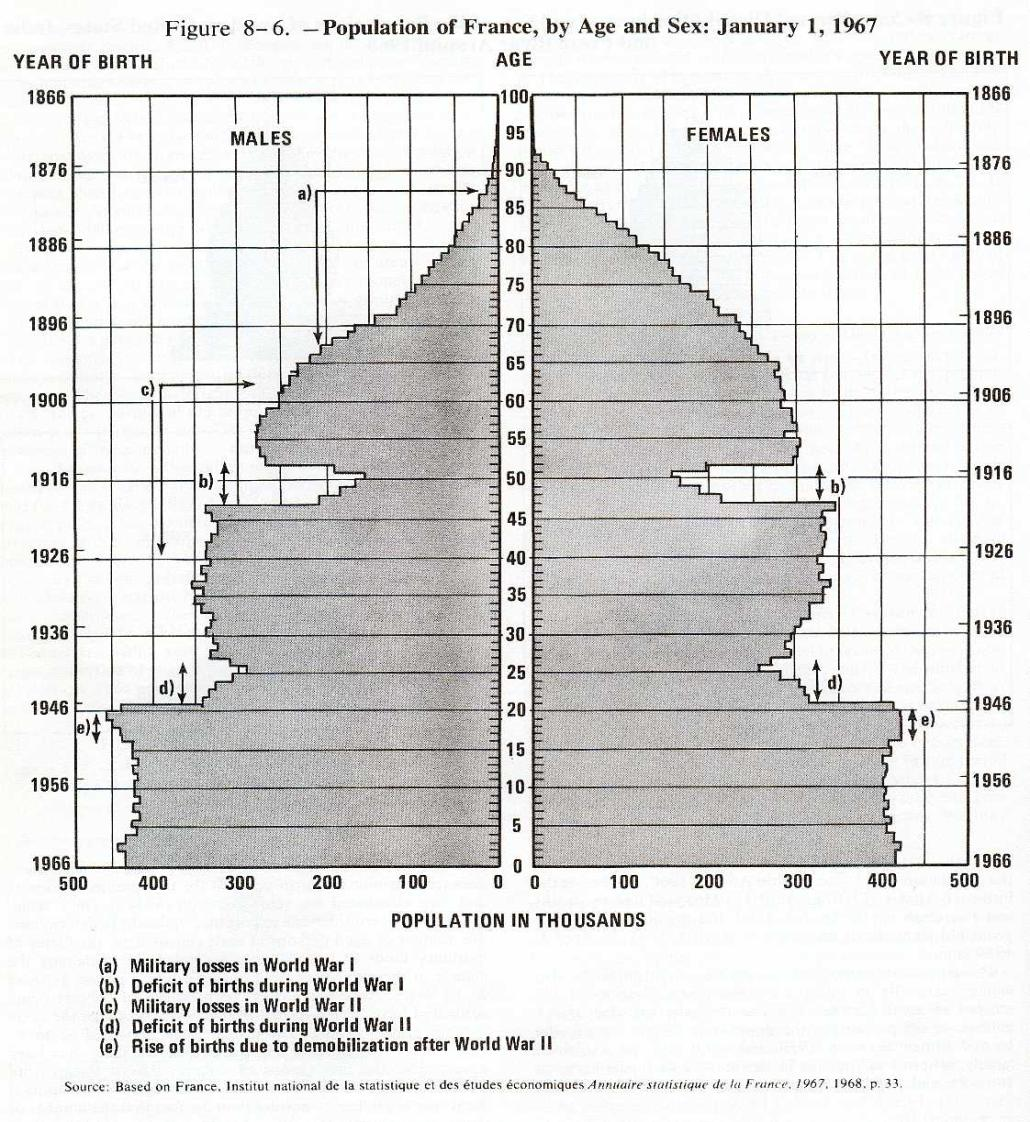 Figure 8-6. —Population of France, by Age and Sex: January 1, 1967
YEAR OF BIRTH AGE YEAR OF BIRTH
1866 100 1866
MALES 95 FEMALES
1876 90 1876
a)
85
1886 80 1886
75
1896 70 1896
65
c)
1906 60 1906
55
1916 50 1916
b) b)
45
1926 40 1926
35
1936 30 1936
25
d) d)
1946 20 1946
e) e)
15
1956 10 1956
5
1966 0 1966
500 400 300 200 100 0 0 100 200 300 400 500
POPULATION IN THOUSANDS
(a) Military losses in World War I
(b) Deficit of births during World War I
(c) Military losses in World War II
(d) Deficit of births during World War II
(e) Rise of births due to demobilization after World War II
Source: Based on France, Institut national de la statistique et des études économiques Annuaire statistique de la France, 1967, 1968, p. 33.